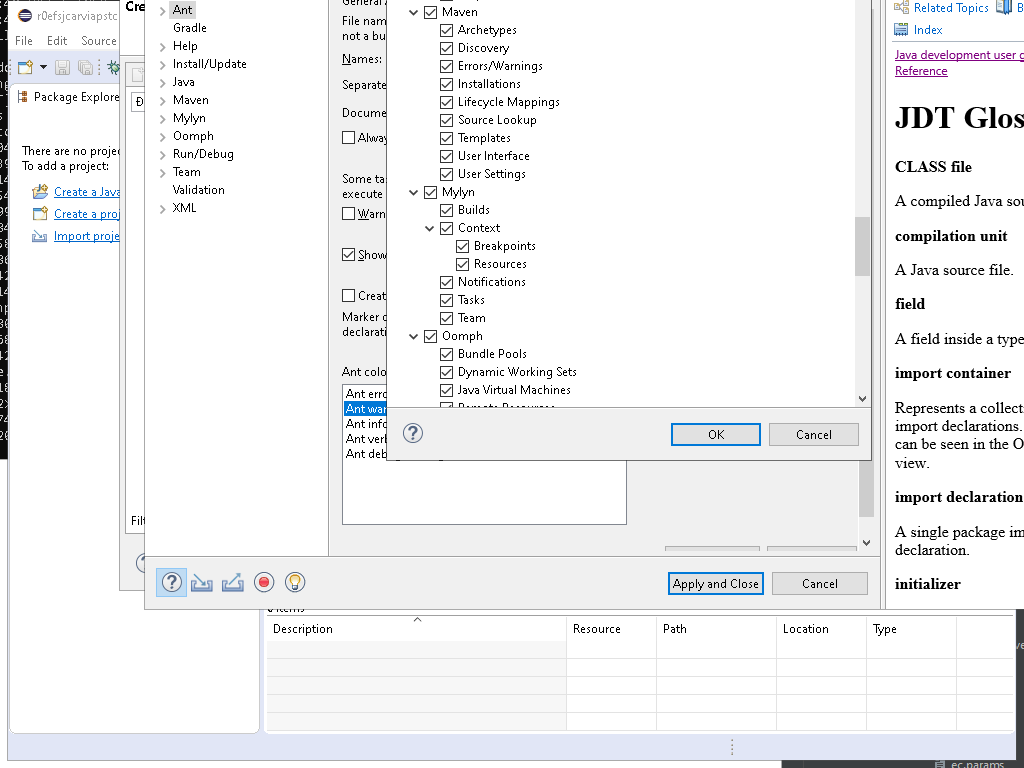 r0efsjcarviapstc
File Edit Source
Package Explore
There are no projec
To add a project:
Create a Java
Create a proj
Import proje
Cre
Filt
Ant
Gradle
Help
Install/Update
Java
Maven
Mylyn
Oomph
Run/Debug
Team
Validation
XML
General
File nam
not a bu
Names:
Separate
Docume
Alway
Some tas
execute
Warn
Show
Creat
Marker c
declarati
Ant colo
Ant erro
Ant war
Ant info
Ant verb
Ant deb
Maven
Archetypes
Discovery
Errors/Warnings
Installations
Lifecycle Mappings
Source Lookup
Templates
User Interface
User Settings
Mylyn
Builds
Context
Breakpoints
Resources
Notifications
Tasks
Team
Oomph
Bundle Pools
Dynamic Working Sets
Java Virtual Machines
OK
Cancel
Apply and Close
Cancel
Related Topics
B
Index
Java development user g
Reference
JDT Glos
CLASS file
A compiled Java sou
compilation unit
A Java source file.
field
A field inside a type
import container
Represents a collect
import declarations.
can be seen in the O
view.
import declaration
A single package im
declaration.
initializer
items
Description Resource Path Location Type
ec.params